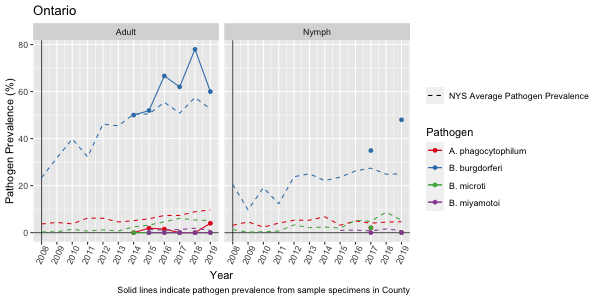 Ontario
Adult
Nymph
Pathogen Prevalence (%)
80
60
40
20
0
2008 2009 2010 2011 2012 2013 2014 2015 2016 2017 2018 2019
2008 2009 2010 2011 2012 2013 2014 2015 2016 2017 2018 2019
Year
NYS Average Pathogen Prevalence
Pathogen
A. phagocytophilum
B. burgdorferi
B. microti
B. miyamotoi
Solid lines indicate pathogen prevalence from sample specimens in County